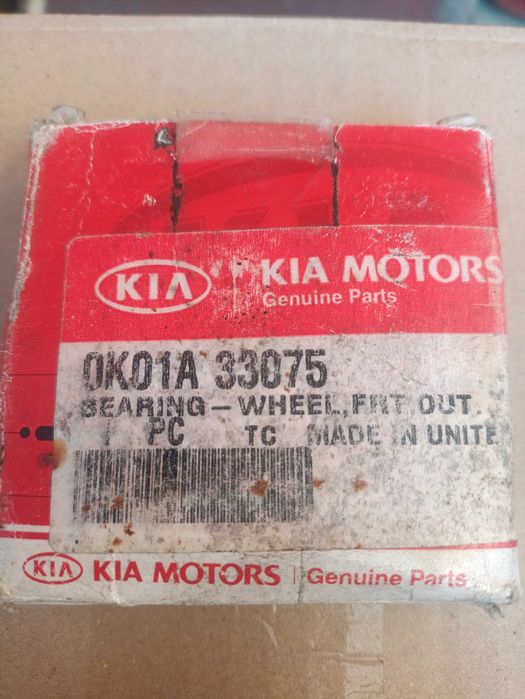 KIA KIA MOTORS
Genuine Parts
0K01A 33075
BEARING-WHEEL,FRT,OUT.
1 PC TC MADE IN UNITE
KIA KIA MOTORS | Genuine Parts